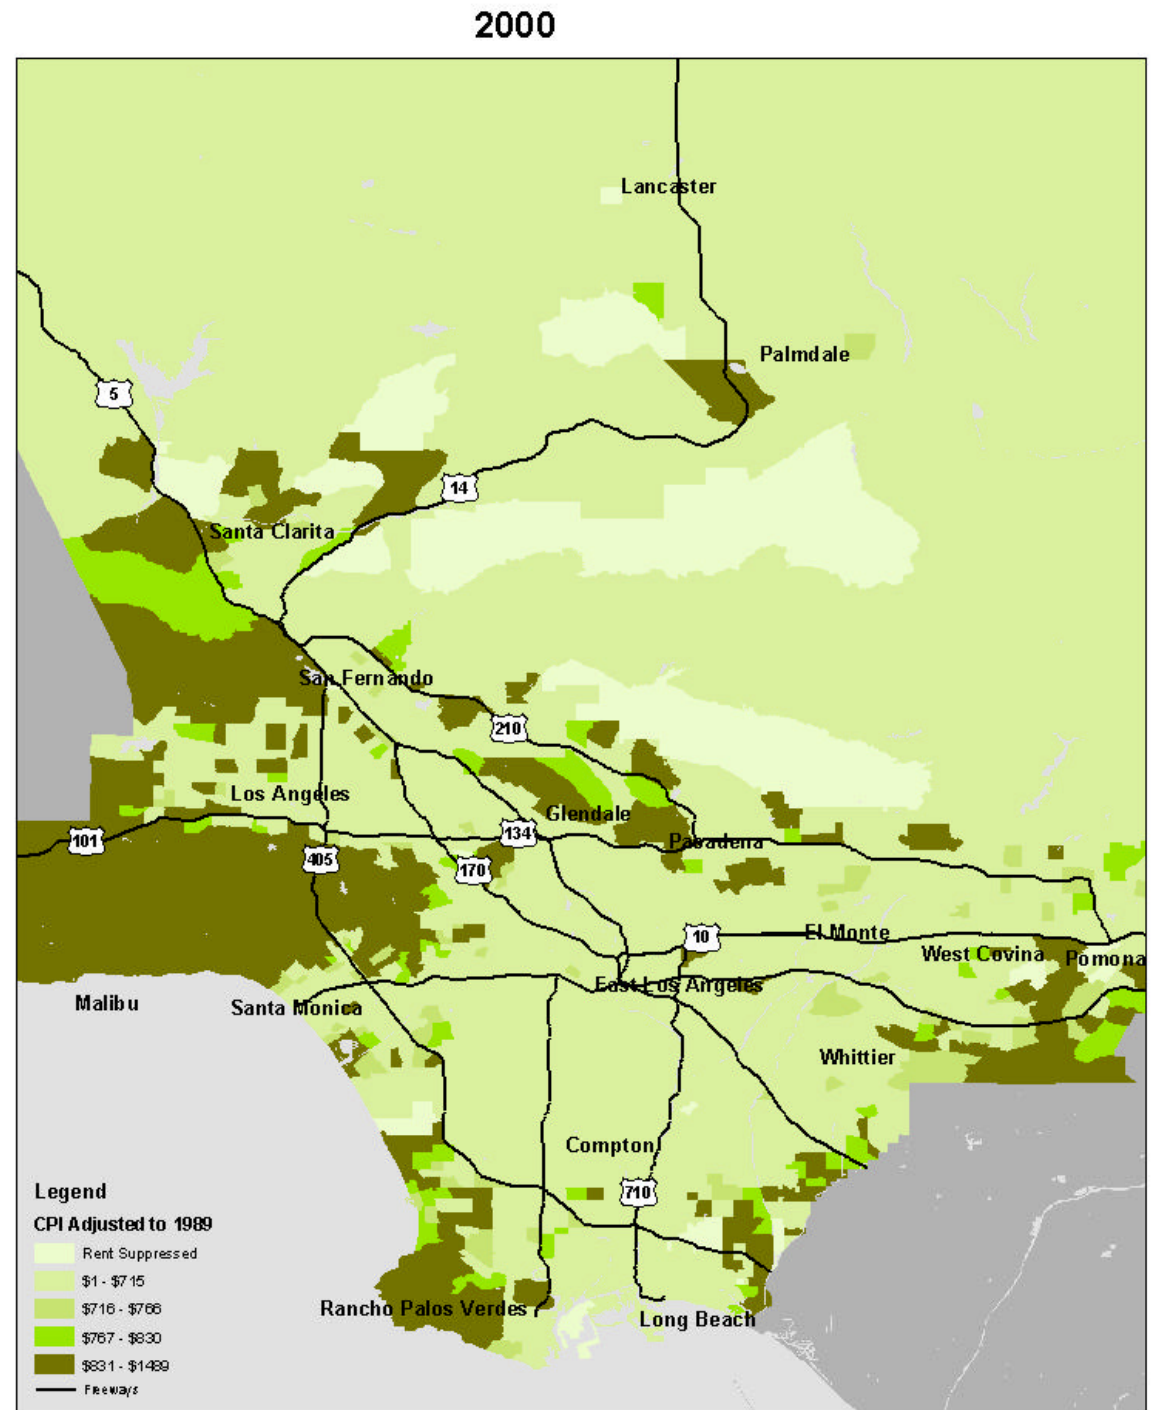 2000
Lancaster
Palmdale
5
14
Santa Clarita
San Fernando
210
Los Angeles
Glendale
134
101
Pasadena
405
170
10
El Monte
West Covina
Pomona
East Los Angeles
Malibu
Santa Monica
Whittier
Compton
710
Rancho Palos Verdes
Long Beach
Legend
CPI Adjusted to 1989
Rent Suppressed
$1 - $715
$716 - $766
$767 - $830
$831 - $1489
Freeways